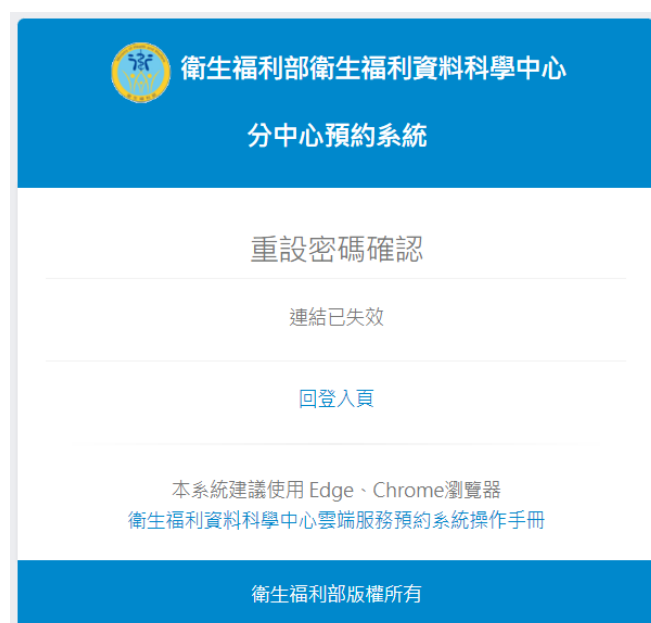 衛生福利部衛生福利資料科學中心
分中心預約系統
重設密碼確認
連結已失效
回登入頁
本系統建議使用 Edge、Chrome瀏覽器
衛生福利資料科學中心雲端服務預約系統操作手冊
衛生福利部版權所有